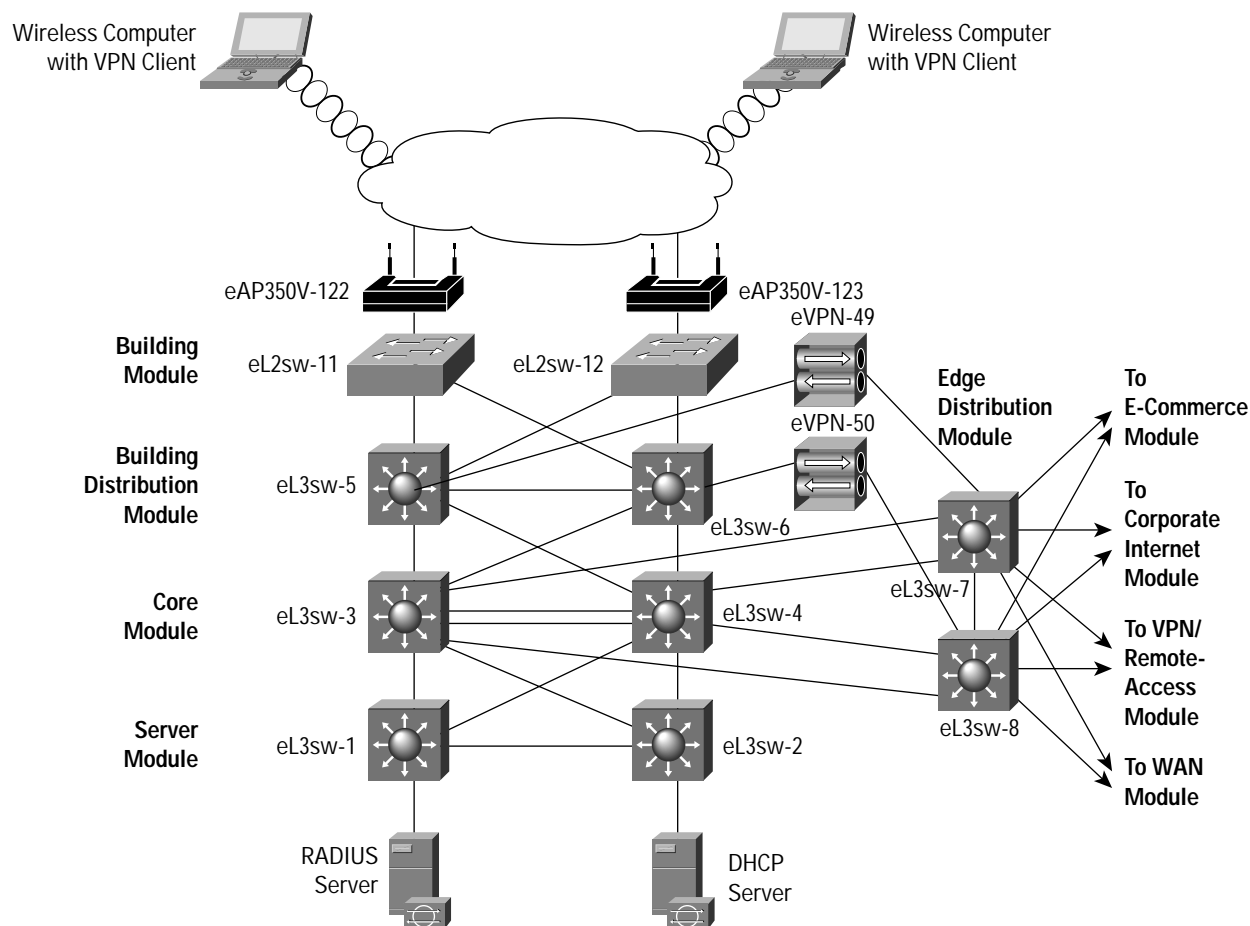 Wireless Computer
with VPN Client
Wireless Computer
with VPN Client
eAP350V-122
eAP350V-123
Building
Module
eL2sw-11
eL2sw-12
eVPN-49
Edge
Distribution
Module
To
E-Commerce
Module
eVPN-50
Building
Distribution
Module
eL3sw-5
eL3sw-6
To
Corporate
Internet
Module
Core
Module
eL3sw-3
eL3sw-4
eL3sw-7
To VPN/
Remote-
Access
Module
Server
Module
eL3sw-1
eL3sw-2
eL3sw-8
To WAN
Module
RADIUS
Server
DHCP
Server